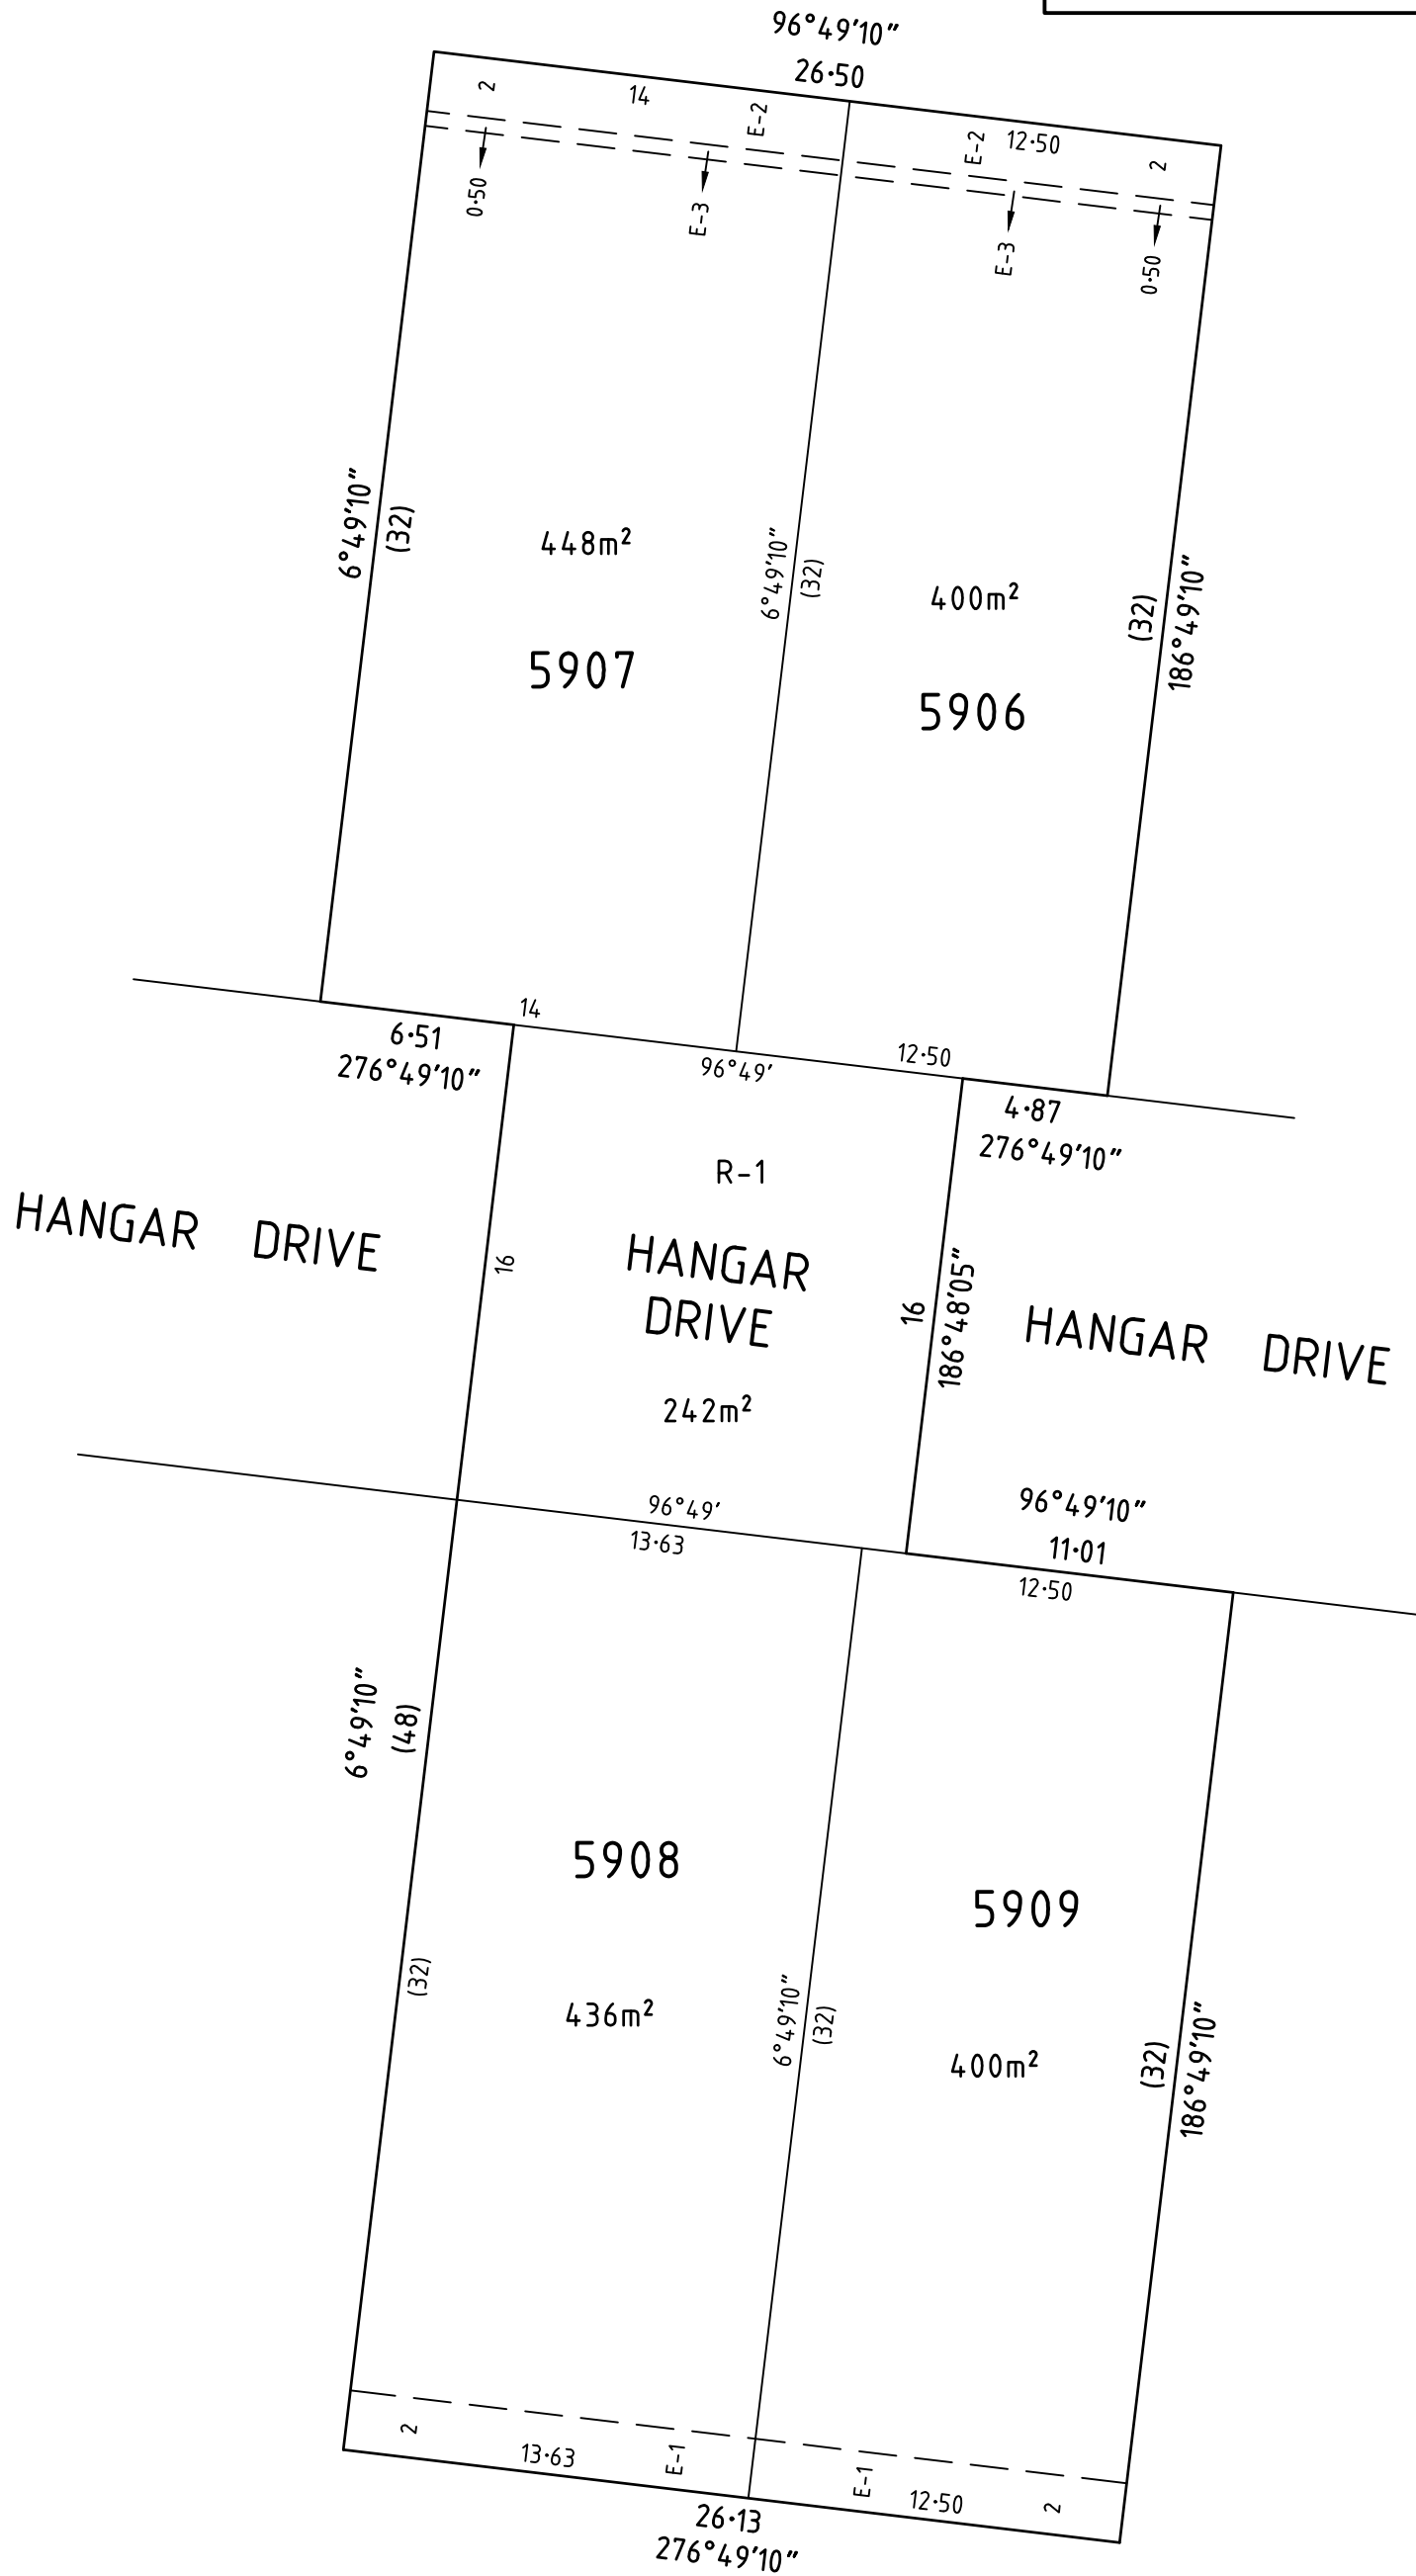 96°49'10"
26·50
2
14
E-2
E-2
12·50
2
0·50
E-3
E-3
0·50
6°49'10"
(32)
448m²
5907
6°49'10"
(32)
400m²
5906
(32)
186°49'10"
14
6·51
276°49'10"
96°49'
12·50
4·87
276°49'10"
R-1
HANGAR DRIVE
16
HANGAR
DRIVE
242m²
16
186°48'05"
HANGAR DRIVE
96°49'
13·63
96°49'10"
11·01
12·50
6°49'10"
(48)
5908
5909
(32)
436m²
6°49'10"
(32)
400m²
(32)
186°49'10"
2
13·63
E-1
E-1
12·50
2
26·13
276°49'10"